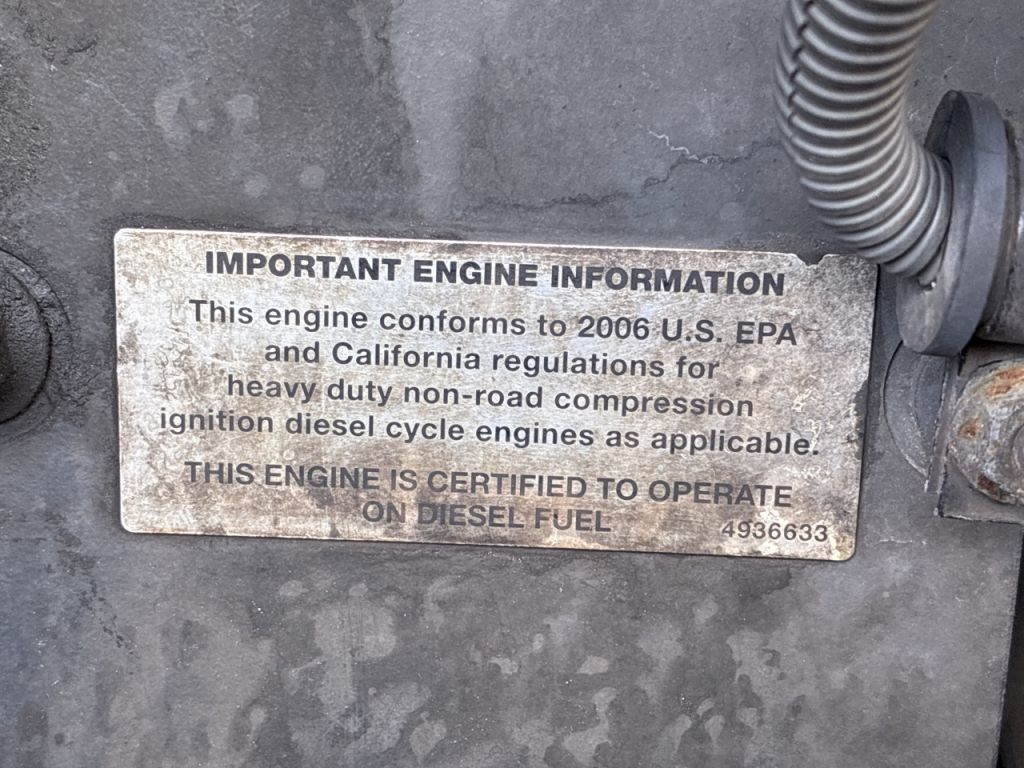 IMPORTANT ENGINE INFORMATION
This engine conforms to 2006 U.S. EPA
and California regulations for
heavy duty non-road compression
ignition diesel cycle engines as applicable.
THIS ENGINE IS CERTIFIED TO OPERATE
ON DIESEL FUEL
4936633